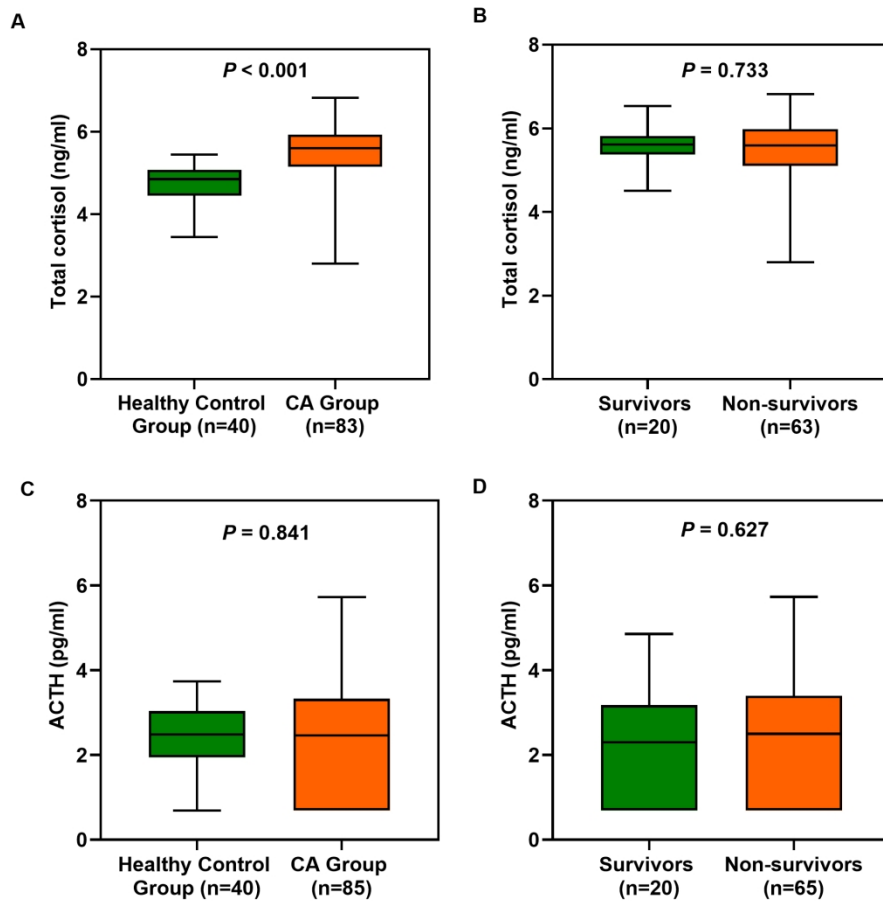 A
Total cortisol (ng/ml)
8
6
4
2
0
P < 0.001
Healthy Control
Group (n=40)
CA Group
(n=83)
B
Total cortisol (ng/ml)
8
6
4
2
0
P = 0.733
Survivors
(n=20)
Non-survivors
(n=63)
C
ACTH (pg/ml)
8
6
4
2
0
P = 0.841
Healthy Control
Group (n=40)
CA Group
(n=85)
D
ACTH (pg/ml)
8
6
4
2
0
P = 0.627
Survivors
(n=20)
Non-survivors
(n=65)